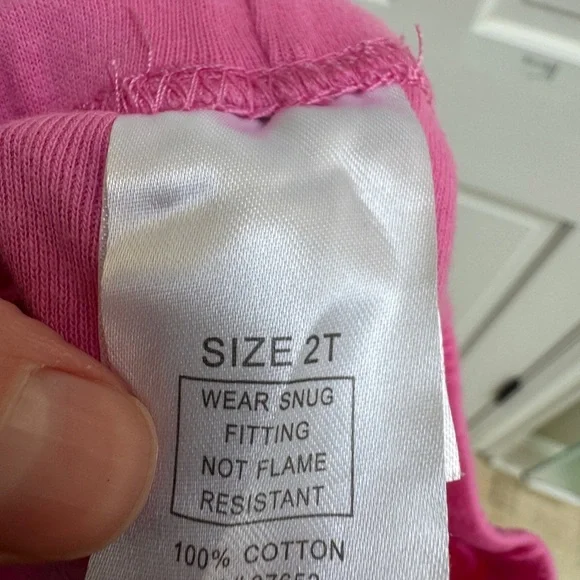 SIZE 2T
WEAR SNUG
FITTING
NOT FLAME
RESISTANT
100% COTTON